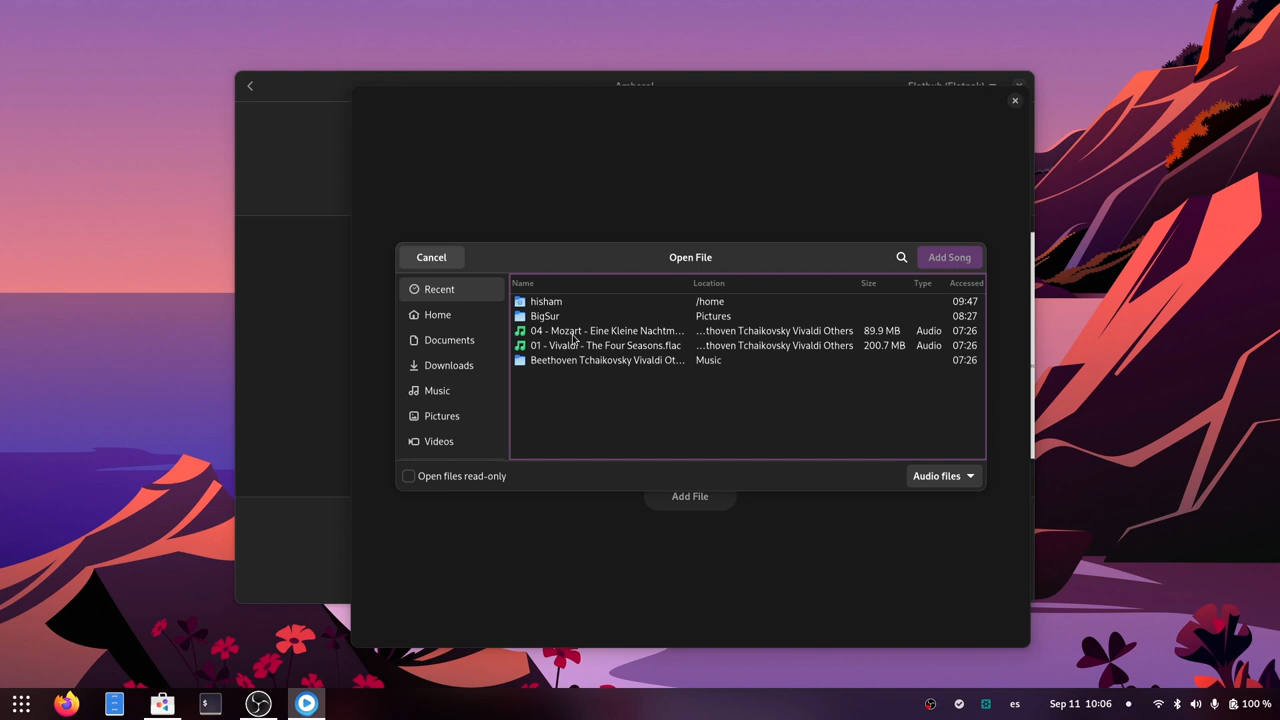 Cancel
Open File
Add Song
Recent
Home
Documents
Downloads
Music
Pictures
Videos
Name Location Size Type Accessed
hisham /home 09:47
BigSur Pictures 08:27
04 - Mozart - Eine Kleine Nachtm... ...thoven Tchaikovsky Vivaldi Others 89.9 MB Audio 07:26
01 - Vivaldi - The Four Seasons.flac ...thoven Tchaikovsky Vivaldi Others 200.7 MB Audio 07:26
Beethoven Tchaikovsky Vivaldi Ot... Music 07:26
Open files read-only
Audio files
Add File
es
Sep 11 10:06
100 %